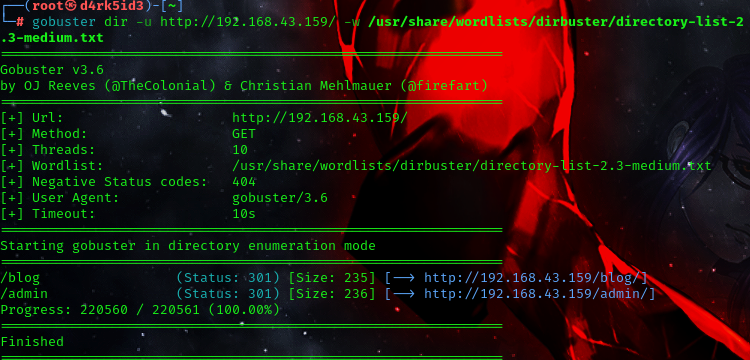 ┌──(root㉿d4rk5id3)-[~]
└─# gobuster dir -u http://192.168.43.159/ -w /usr/share/wordlists/dirbuster/directory-list-2
.3-medium.txt
===============================================================
Gobuster v3.6
by OJ Reeves (@TheColonial) & Christian Mehlmauer (@firefart)
===============================================================
[+] Url:                     http://192.168.43.159/
[+] Method:                  GET
[+] Threads:                 10
[+] Wordlist:                /usr/share/wordlists/dirbuster/directory-list-2.3-medium.txt
[+] Negative Status codes:   404
[+] User Agent:              gobuster/3.6
[+] Timeout:                 10s
===============================================================
Starting gobuster in directory enumeration mode
===============================================================
/blog                 (Status: 301) [Size: 235] [--> http://192.168.43.159/blog/]
/admin                (Status: 301) [Size: 236] [--> http://192.168.43.159/admin/]
Progress: 220560 / 220561 (100.00%)
===============================================================
Finished
===============================================================